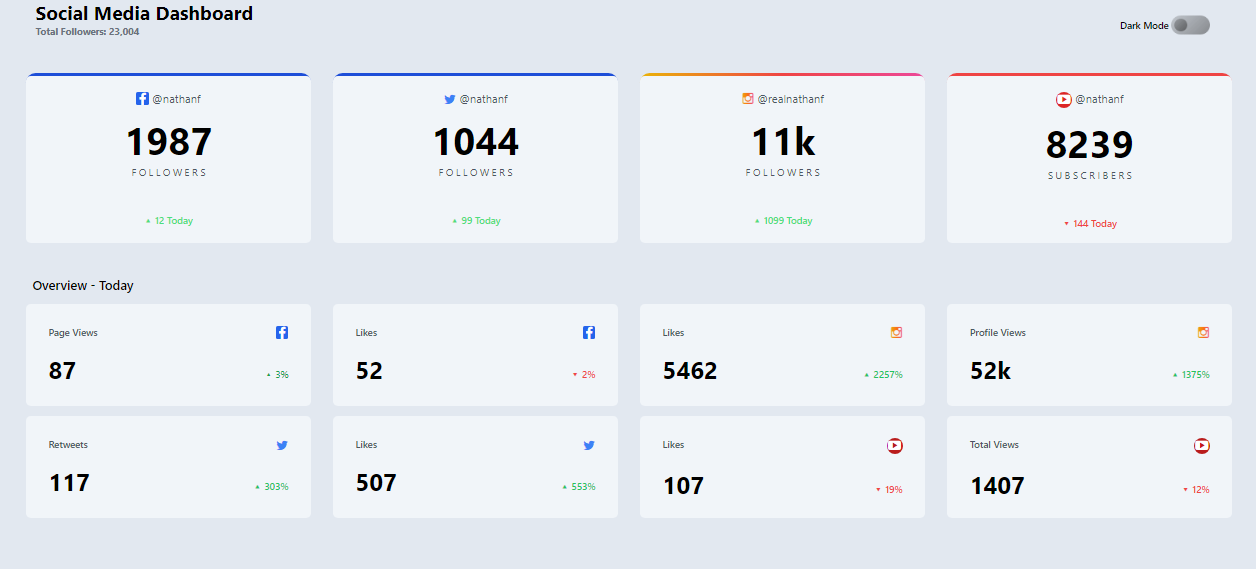 Social Media Dashboard
Total Followers: 23,004
Dark Mode
@nathanf
1987
FOLLOWERS
▲ 12 Today
@nathanf
1044
FOLLOWERS
▲ 99 Today
@realnathanf
11k
FOLLOWERS
▲ 1099 Today
@nathanf
8239
SUBSCRIBERS
▼ 144 Today
Overview - Today
Page Views
87
▲ 3%
Likes
52
▼ 2%
Likes
5462
▲ 2257%
Profile Views
52k
▲ 1375%
Retweets
117
▲ 303%
Likes
507
▲ 553%
Likes
107
▼ 19%
Total Views
1407
▼ 12%